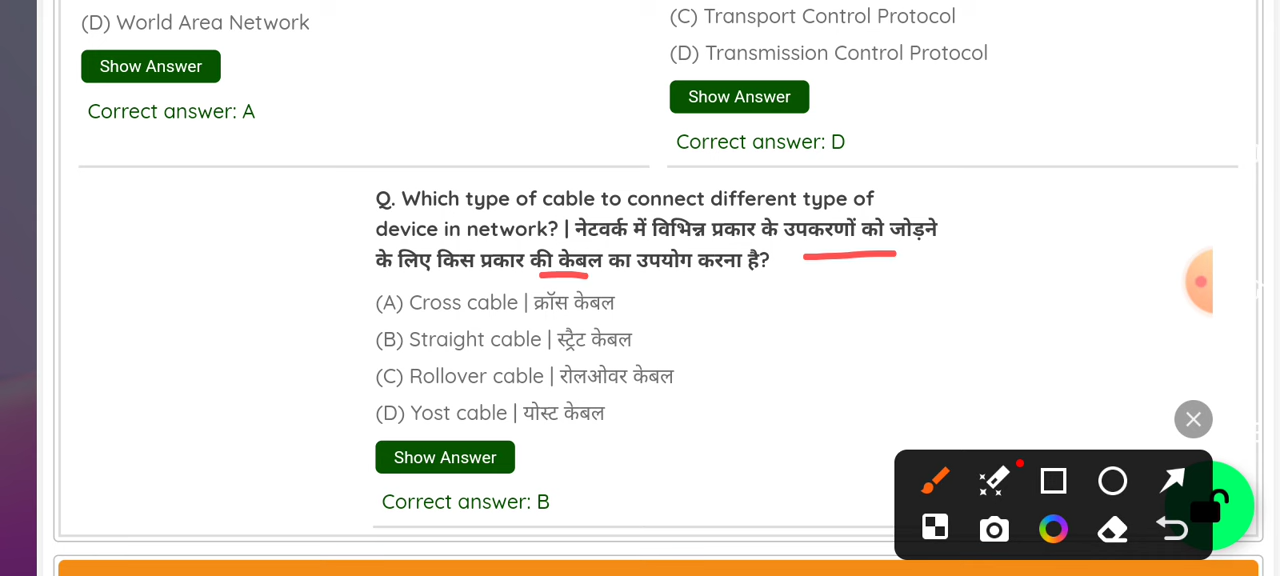 (D) World Area Network
Show Answer
Correct answer: A
(C) Transport Control Protocol
(D) Transmission Control Protocol
Show Answer
Correct answer: D
Q. Which type of cable to connect different type of
device in network? | नेटवर्क में विभिन्न प्रकार के उपकरणों को जोड़ने
के लिए किस प्रकार की केबल का उपयोग करना है?
(A) Cross cable | क्रॉस केबल
(B) Straight cable | स्ट्रैट केबल
(C) Rollover cable | रोलओवर केबल
(D) Yost cable | योस्ट केबल
Show Answer
Correct answer: B